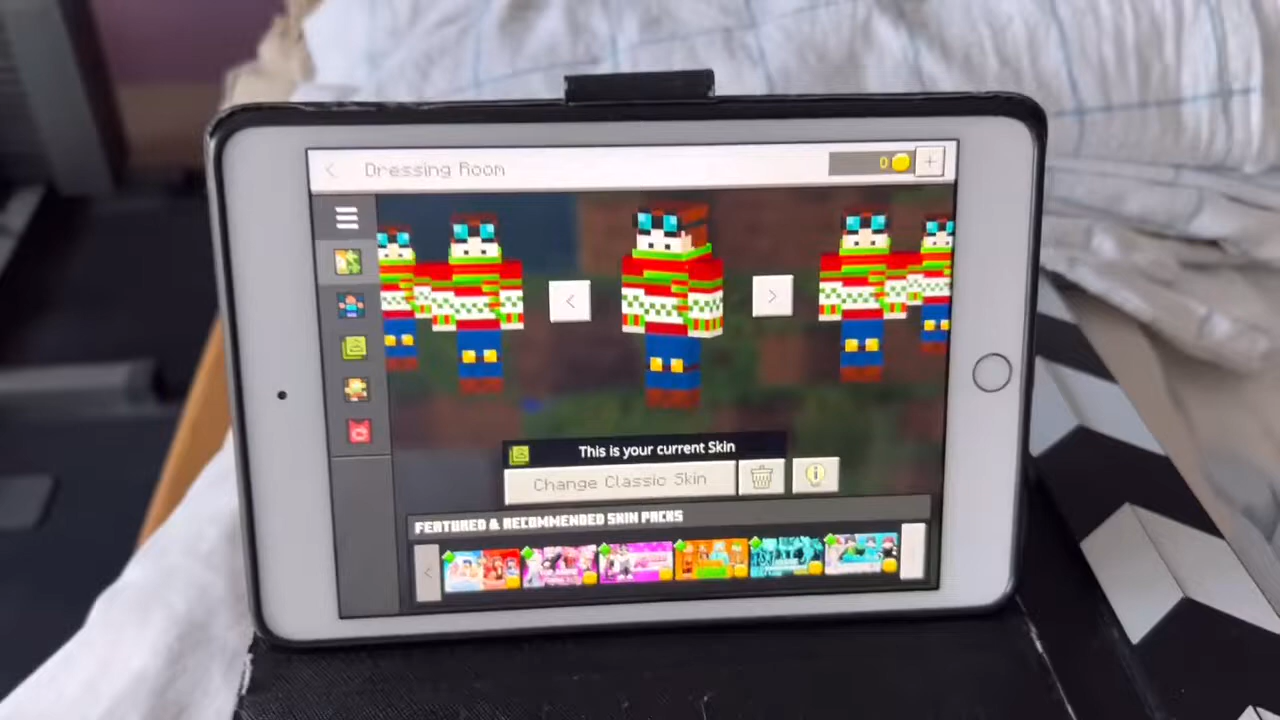 Dressing Room
0
This is your current Skin
Change Classic Skin
FEATURED & RECOMMENDED SKIN PACKS